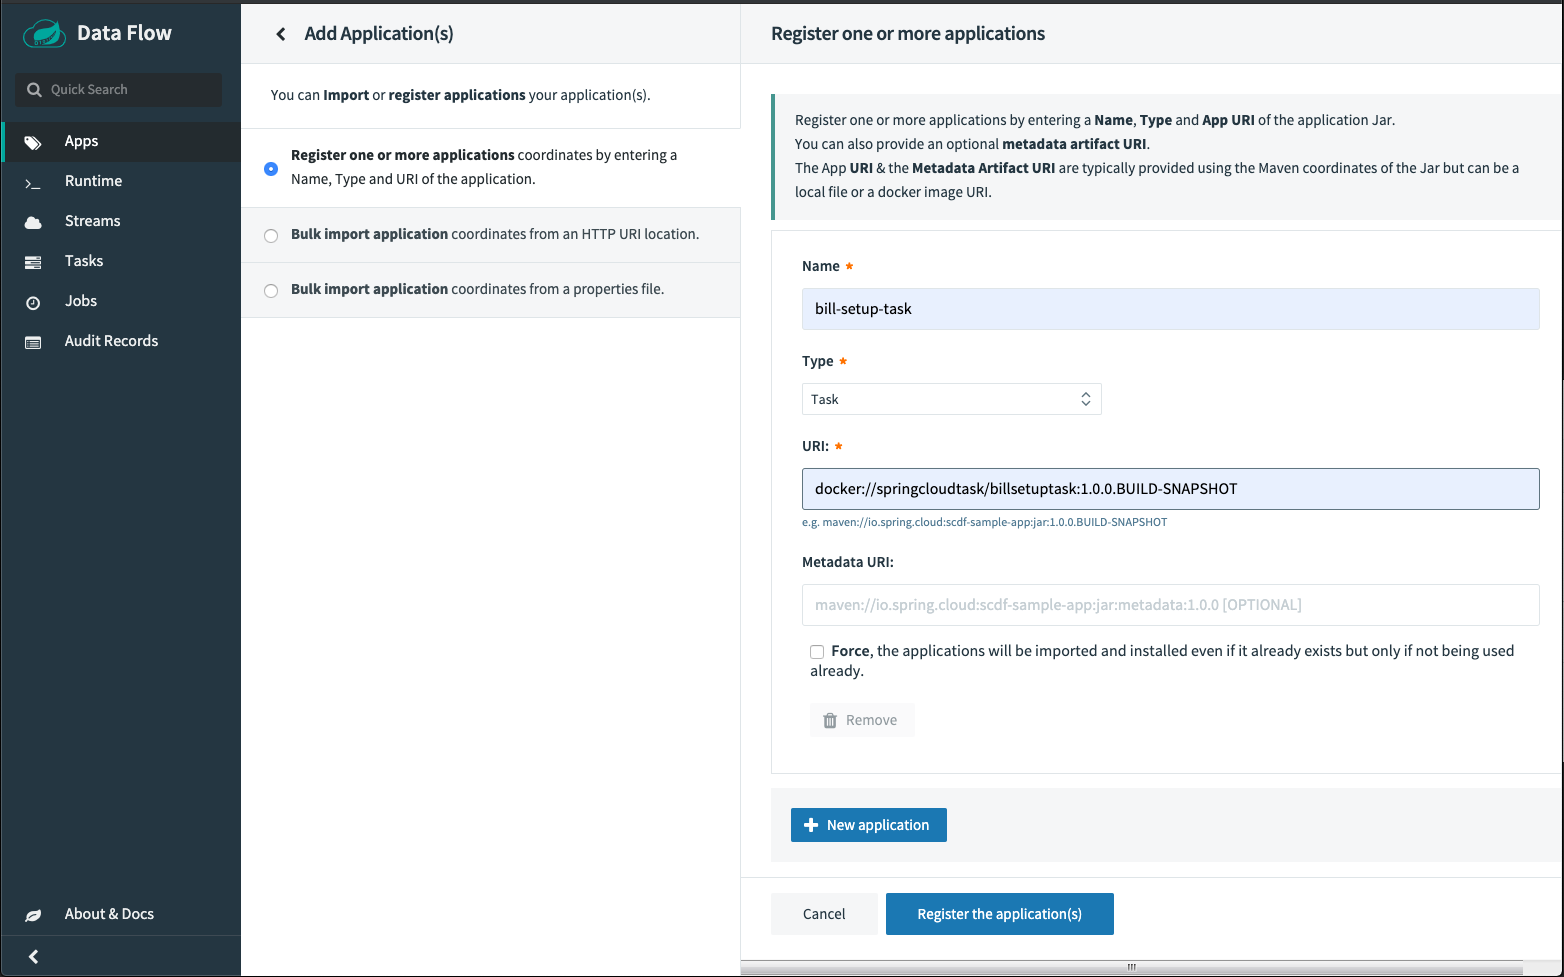 Data Flow
Quick Search
Apps
Runtime
Streams
Tasks
Jobs
Audit Records
About & Docs
Add Application(s)
You can Import or register applications your application(s).
Register one or more applications coordinates by entering a
Name, Type and URI of the application.
Bulk import application coordinates from an HTTP URI location.
Bulk import application coordinates from a properties file.
Register one or more applications
Register one or more applications by entering a Name, Type and App URI of the application Jar.
You can also provide an optional metadata artifact URI.
The App URI & the Metadata Artifact URI are typically provided using the Maven coordinates of the Jar but can be a
local file or a docker image URI.
Name *
bill-setup-task
Type *
Task
URI: *
docker://springcloudtask/billsetuptask:1.0.0.BUILD-SNAPSHOT
e.g. maven://io.spring.cloud:scdf-sample-app:jar:1.0.0.BUILD-SNAPSHOT
Metadata URI:
maven://io.spring.cloud:scdf-sample-app:jar:metadata:1.0.0 [OPTIONAL]
Force, the applications will be imported and installed even if it already exists but only if not being used
already.
Remove
New application
Cancel
Register the application(s)